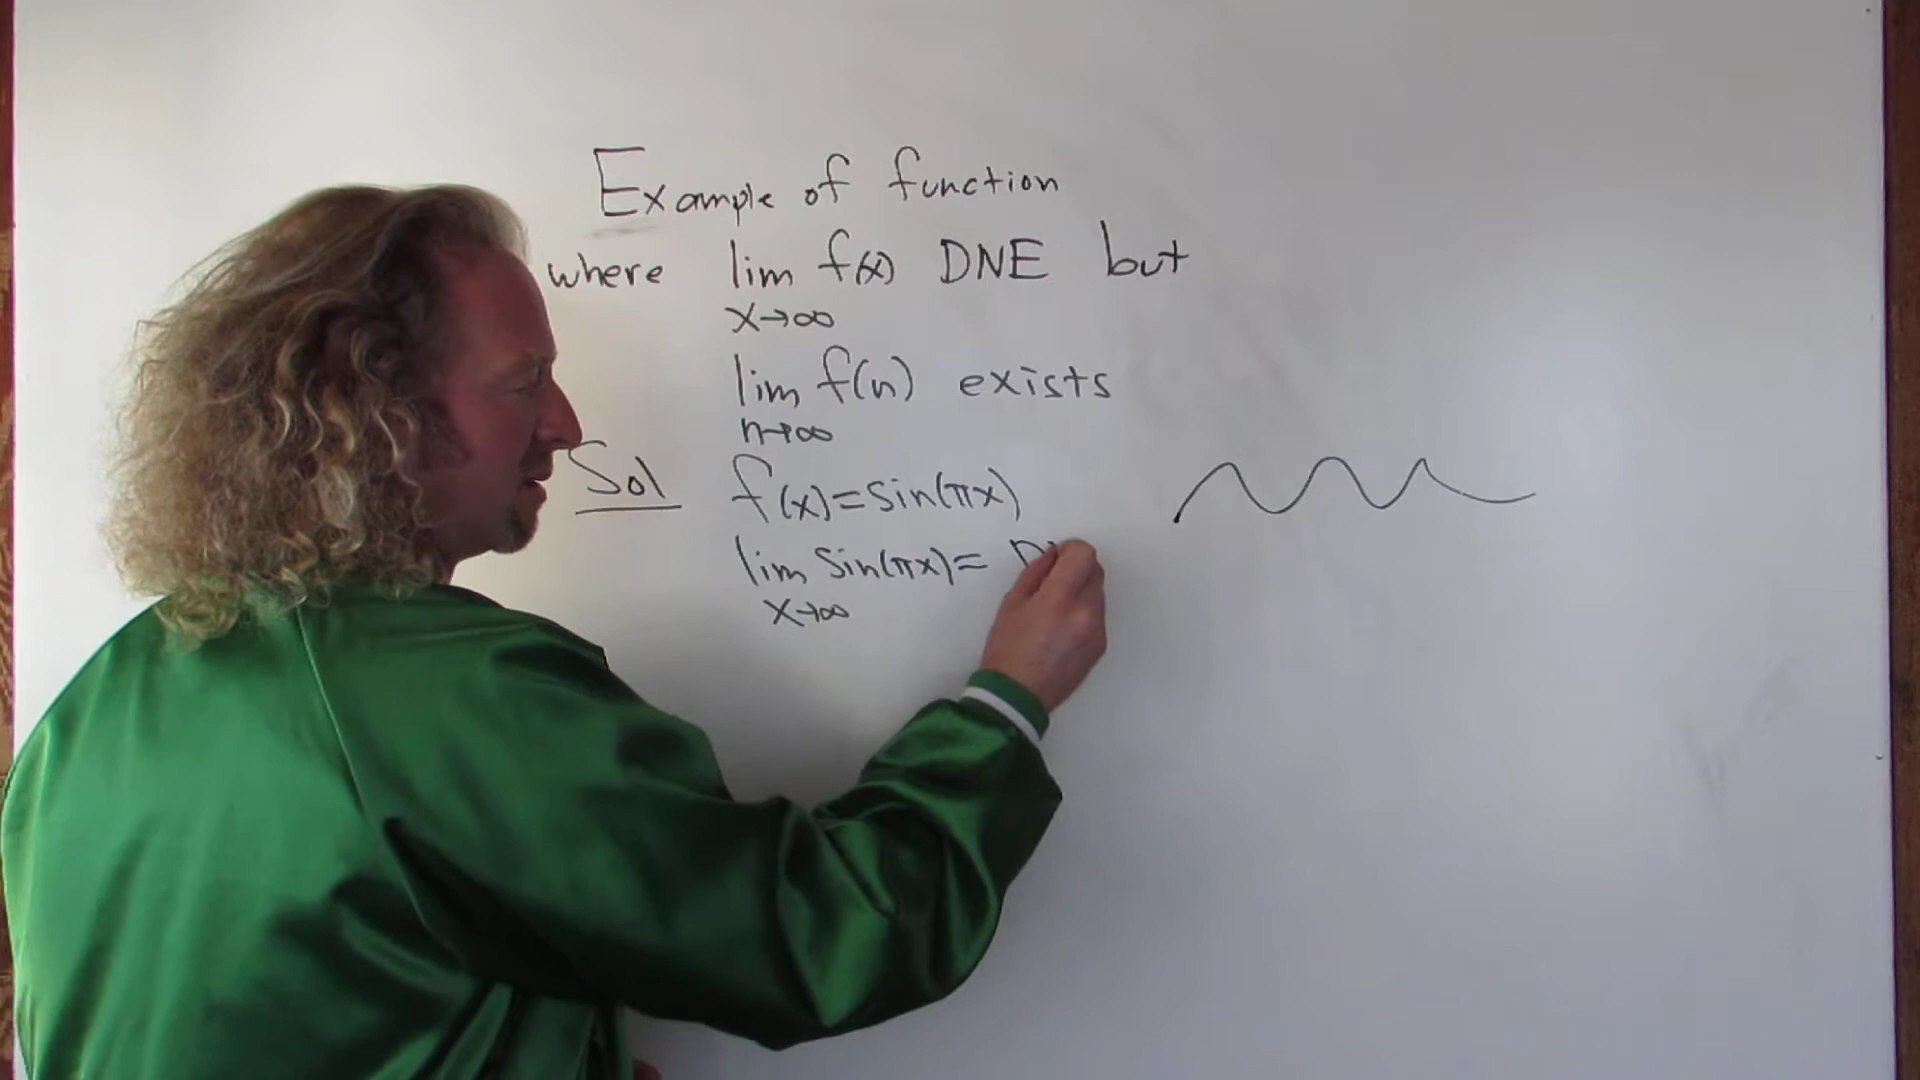 Example of function
where lim f(x) DNE but
x→∞
lim f(n) exists
n→∞
Sol f(x)=sin(πx)
lim sin(πx)= D
x→∞